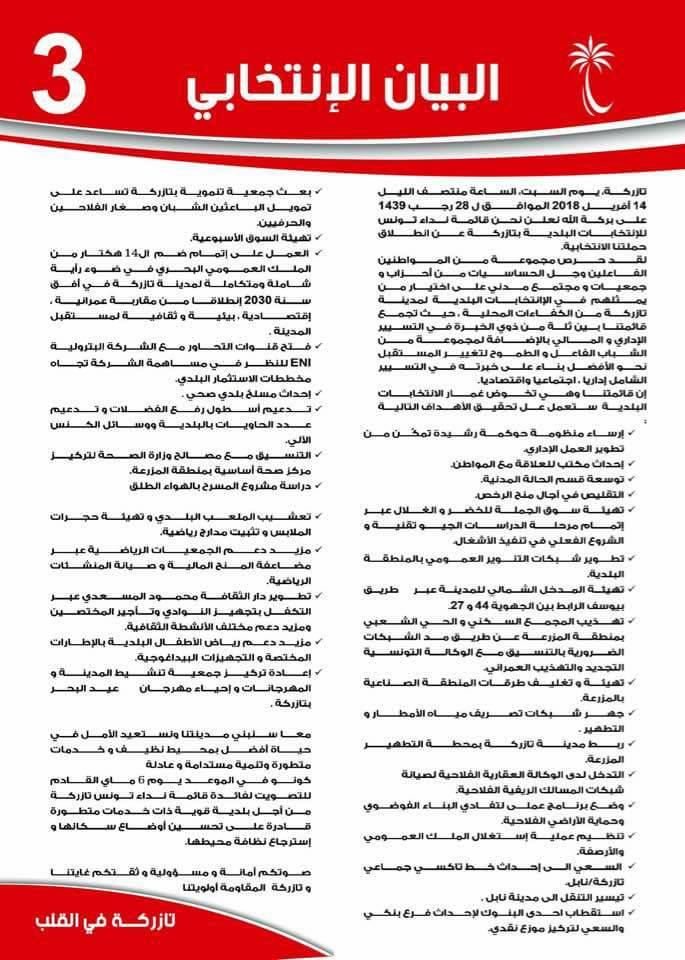 3
البيان الإنتخابي
تازركة، يوم السبت، الساعة منتصف الليل
14 أفريل 2018 الموافق ل 28 رجب 1439
على بركة الله نعلن نحن قائمة نداء تونس
للإنتخابات البلدية بتازركة عن انطلاق
حملتنا الانتخابية.
لقد حرص مجموعة من المواطنين
الفاعلين وجل الحساسيات من أحزاب و
جمعيات و مجتمع مدني على اختيار من
يمثلهم في الإنتخابات البلدية لمدينة
تازركة من الكفاءات المحلية ، حيث تجمع
قائمتنا بين ثلة من ذوي الخبرة في التسيير
الإداري و المالي بالإضافة لمجموعة من
الشباب الفاعل و الطموح لتغيير المستقبل
نحو الأفضل بناء على خبرته في التسيير
الشامل إداريا ، اجتماعيا واقتصاديا.
إن قائمتنا وهي تخوض غمار الانتخابات
البلدية ستعمل على تحقيق الأهداف التالية
:
✓ إرساء منظومة حوكمة رشيدة تمكّن من
تطوير العمل الإداري.
✓ إحداث مكتب للعلاقة مع المواطن.
✓ توسعة قسم الحالة المدنية.
✓ التقليص في آجال منح الرخص.
✓ تهيئة سوق الجملة للخضر و الغلال عبر
إتمام مرحلة الدراسات الجيو تقنية و
الشروع الفعلي في تنفيذ الأشغال.
✓ تطوير شبكات التنوير العمومي بالمنطقة
البلدية.
✓ تهيئة المدخل الشمالي للمدينة عبر طريق
بيوسف الرابط بين الجهوية 44 و 27.
✓ تهذيب المجمع السكني و الحي الشعبي
بمنطقة المزرعة عن طريق مد الشبكات
الضرورية بالتنسيق مع الوكالة التونسية
التجديد والتهذيب العمراني.
✓ تهيئة و تغليف طرقات المنطقة الصناعية
بالمزرعة.
✓ جهر شبكات تصريف مياه الأمطار و
التطهير .
✓ ربط مدينة تازركة بمحطة التطهير
المزرعة.
✓ التدخل لدى الوكالة العقارية الفلاحية لصيانة
شبكات المسالك الريفية الفلاحية.
✓ وضع برنامج عملي لتفادي البناء الفوضوي
وحماية الأراضي الفلاحية.
✓ تنظيم عملية إستغلال الملك العمومي
والأرصفة.
✓ السعي الى إحداث خط تاكسي جماعي
تازركة/نابل.
✓ تيسير التنقل الى مدينة نابل .
✓ استقطاب احدى البنوك لإحداث فرع بنكي
والسعي لتركيز موزع نقدي.
✓ بعث جمعية تنموية بتازركة تساعد على
تمويل الباعثين الشبان وصغار الفلاحين
والحرفيين.
✓ تهيئة السوق الأسبوعية.
✓ العمل على إتمام ضم ال14 هكتار من
الملك العمومي البحري في ضوء رأية
شاملة ومتكاملة لمدينة تازركة في أفق
سنة 2030 إنطلاقا من مقاربة عمرانية ،
إقتصادية ، بيئية و ثقافية لمستقبل
المدينة .
✓ فتح قنوات التحاور مع الشركة البترولية
ENI للنظر في مساهمة الشركة تجاه
مخططات الاستثمار البلدي.
✓ إحداث مسلخ بلدي صحي .
✓ تدعيم أسطول رفع الفضلات و تدعيم
عدد الحاويات بالبلدية ووسائل الكنس
الآلي.
✓ التنسيق مع مصالح وزارة الصحة لتركيز
مركز صحة أساسية بمنطقة المزرعة.
✓ دراسة مشروع المسرح بالهواء الطلق
✓ تعشيب الملعب البلدي و تهيئة حجرات
الملابس و تثبيت مدارج رياضية.
✓ مزيد دعم الجمعيات الرياضية عبر
مضاعفة المنح المالية و صيانة المنشئات
الرياضية.
✓ تطوير دار الثقافة محمود المسعدي عبر
التكفل بتجهيز النوادي وتأجير المختصين
ومزيد دعم مختلف الأنشطة الثقافية.
✓ مزيد دعم رياض الأطفال البلدية بالإطارات
المختصة و التجهيزات البيداغوجية.
✓ إعادة تركيز جمعية تنشيط المدينة و
المهرجانات و إحياء مهرجان عيد البحر
بتازركة .
معا سنبني مدينتنا ونستعيد الأمل في
حياة أفضل بمحيط نظيف و خدمات
متطورة وتنمية مستدامة و عادلة
كونو في الموعد يوم 6 ماي القادم
للتصويت لفائدة قائمة نداء تونس تازركة
من أجل بلدية قوية ذات خدمات متطورة
قادرة على تحسين أوضاع سكانها و
إسترجاع نظافة محيطها.
صوتكم أمانة و مسؤولية و ثقتكم غايتنا
و تازركة المقاومة أولويتنا
تازركة في القلب